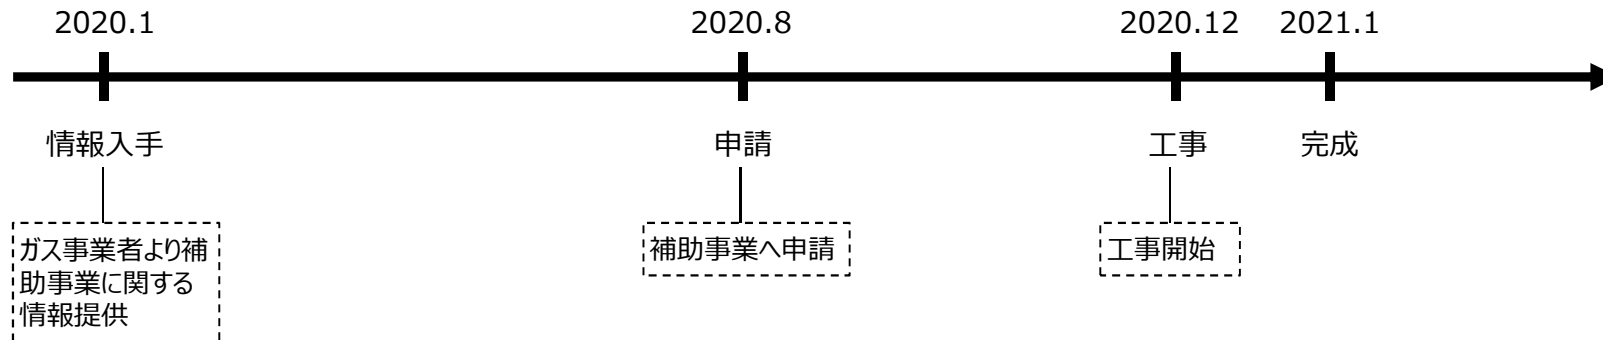 2020.1
2020.8
2020.12
2021.1
情報入手
申請
工事
完成
ガス事業者より補
助事業に関する
情報提供
補助事業へ申請
工事開始